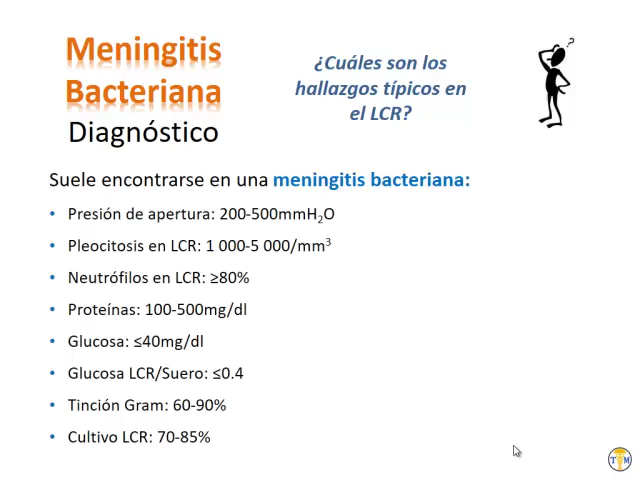 Meningitis
Bacteriana
Diagnóstico
¿Cuáles son los
hallazgos típicos en
el LCR?
?
Suele encontrarse en una meningitis bacteriana:
• Presión de apertura: 200-500mmH₂O
• Pleocitosis en LCR: 1 000-5 000/mm³
• Neutrófilos en LCR: ≥80%
• Proteínas: 100-500mg/dl
• Glucosa: ≤40mg/dl
• Glucosa LCR/Suero: ≤0.4
• Tinción Gram: 60-90%
• Cultivo LCR: 70-85%
T M